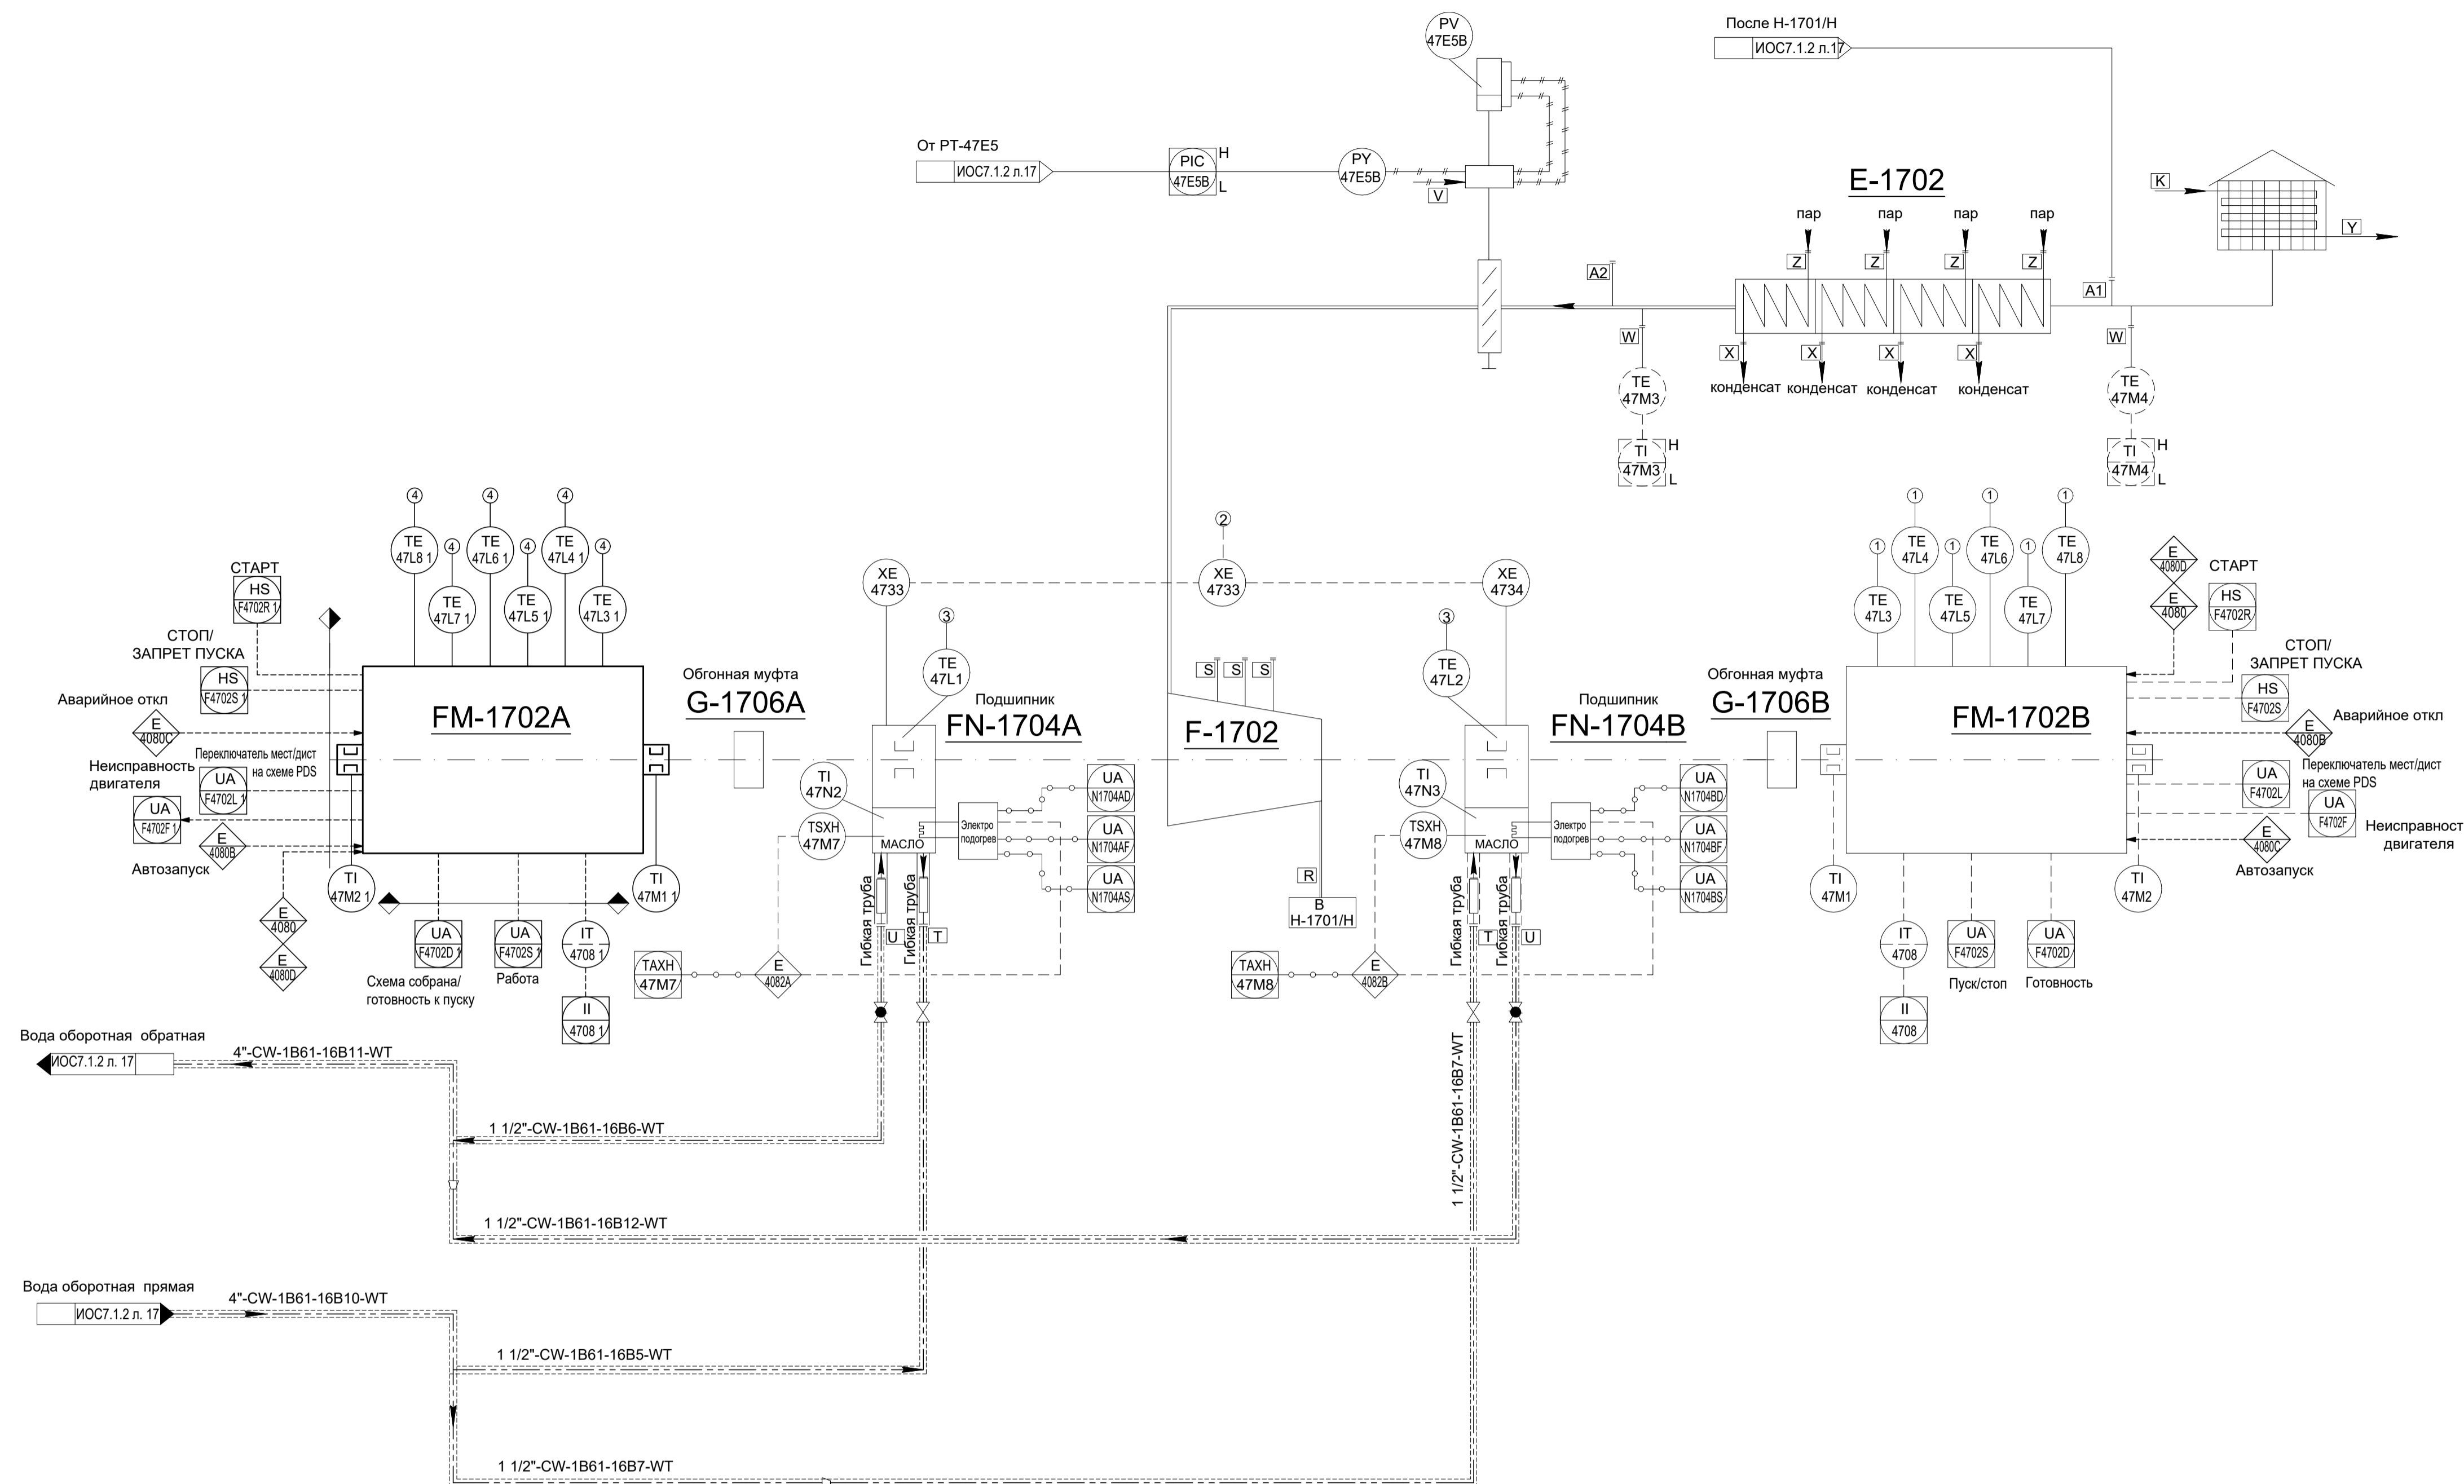 PV
47E5B
После Н-1701/Н
ИОС7.1.2 л.17
От РТ-47Е5
ИОС7.1.2 л.17
PIC
47E5B
H
L
PY
47E5B
V
E-1702
пар
пар
пар
пар
Z
Z
Z
Z
K
Y
A2
A1
W
W
X
X
X
X
конденсат
конденсат
конденсат
конденсат
TE
47M3
TI
47M3
H
L
TE
47M4
TI
47M4
H
L
4
4
4
4
4
4
TE
47L8 1
TE
47L6 1
TE
47L4 1
TE
47L7 1
TE
47L5 1
TE
47L3 1
СТАРТ
HS
F4702R 1
СТОП/
ЗАПРЕТ ПУСКА
HS
F4702S 1
Аварийное откл
E
4080C
Переключатель мест/дист
на схеме PDS
UA
F4702L 1
Неисправность
двигателя
UA
F4702F 1
E
4080B
Автозапуск
E
4080
E
4080D
FM-1702A
TI
47M2 1
TI
47M1 1
UA
F4702D 1
Схема собрана/
готовность к пуску
UA
F4702S 1
Работа
IT
4708 1
II
4708 1
Обгонная муфта
G-1706A
XE
4733
2
XE
4733
XE
4734
3
TE
47L1
Подшипник
FN-1704A
TI
47N2
TSXH
47M7
МАСЛО
Электро
подогрев
UA
N1704AD
UA
N1704AF
UA
N1704AS
Гибкая труба
Гибкая труба
U
T
TAXH
47M7
E
4082A
S
S
S
F-1702
R
В
Н-1701/Н
3
TE
47L2
Подшипник
FN-1704B
TI
47N3
TSXH
47M8
МАСЛО
Электро
подогрев
UA
N1704BD
UA
N1704BF
UA
N1704BS
Гибкая труба
Гибкая труба
T
U
TAXH
47M8
E
4082B
Обгонная муфта
G-1706B
1
1
1
1
1
1
TE
47L4
TE
47L6
TE
47L8
TE
47L3
TE
47L5
TE
47L7
E
4080D
E
4080
СТАРТ
HS
F4702R
СТОП/
ЗАПРЕТ ПУСКА
HS
F4702S
E
4080B
Аварийное откл
UA
F4702L
Переключатель мест/дист
на схеме PDS
UA
F4702F
Неисправност
двигателя
E
4080C
Автозапуск
FM-1702B
TI
47M1
TI
47M2
IT
4708
II
4708
UA
F4702S
Пуск/стоп
UA
F4702D
Готовность
Вода оборотная обратная
ИОС7.1.2 л. 17
4"-CW-1B61-16B11-WT
1 1/2"-CW-1B61-16B6-WT
1 1/2"-CW-1B61-16B12-WT
1 1/2"-CW-1B61-16B7-WT
Вода оборотная прямая
ИОС7.1.2 л. 17
4"-CW-1B61-16B10-WT
1 1/2"-CW-1B61-16B5-WT
1 1/2"-CW-1B61-16B7-WT